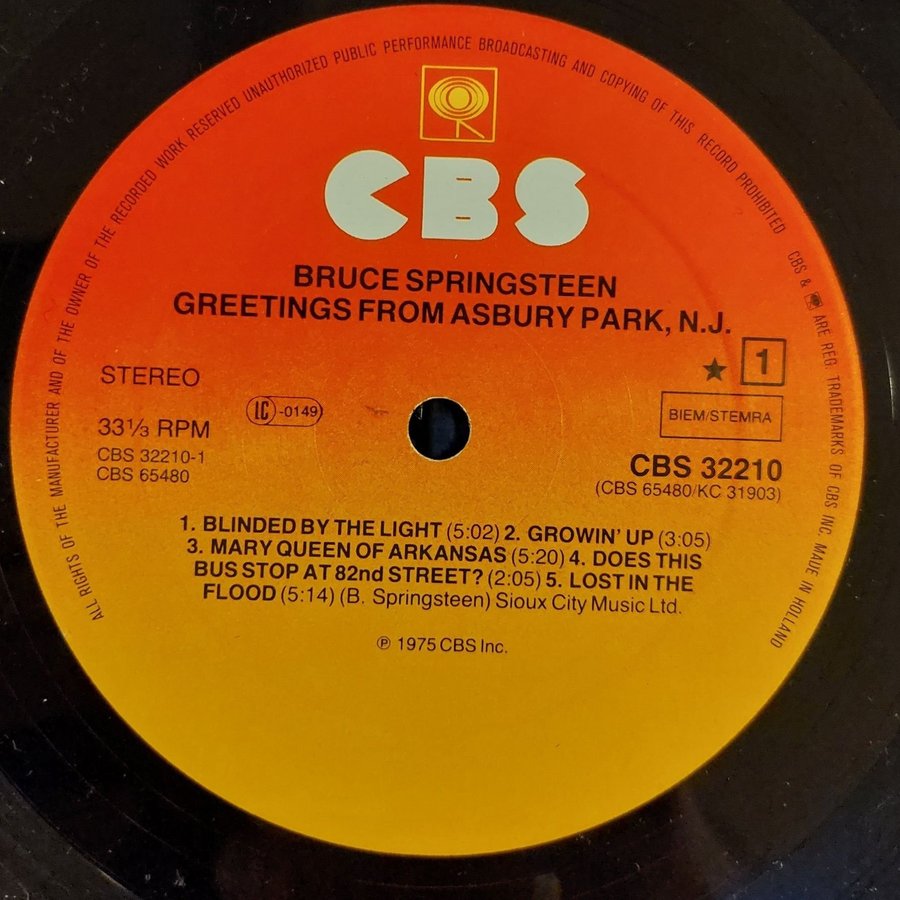 ALL RIGHTS OF THE MANUFACTURER AND OF THE OWNER OF THE RECORDED WORK RESERVED UNAUTHORIZED PUBLIC PERFORMANCE BROADCASTING AND COPYING OF THIS RECORD PROHIBITED
CBS & ARE REG. TRADEMARKS OF CBS INC. MADE IN HOLLAND
CBS
BRUCE SPRINGSTEEN
GREETINGS FROM ASBURY PARK, N.J.
★ 1
STEREO
LC -0149
BIEM/STEMRA
33⅓ RPM
CBS 32210-1
CBS 65480
CBS 32210
(CBS 65480/KC 31903)
1. BLINDED BY THE LIGHT (5:02) 2. GROWIN' UP (3:05)
3. MARY QUEEN OF ARKANSAS (5:20) 4. DOES THIS
BUS STOP AT 82nd STREET? (2:05) 5. LOST IN THE
FLOOD (5:14) (B. Springsteen) Sioux City Music Ltd.
℗ 1975 CBS Inc.